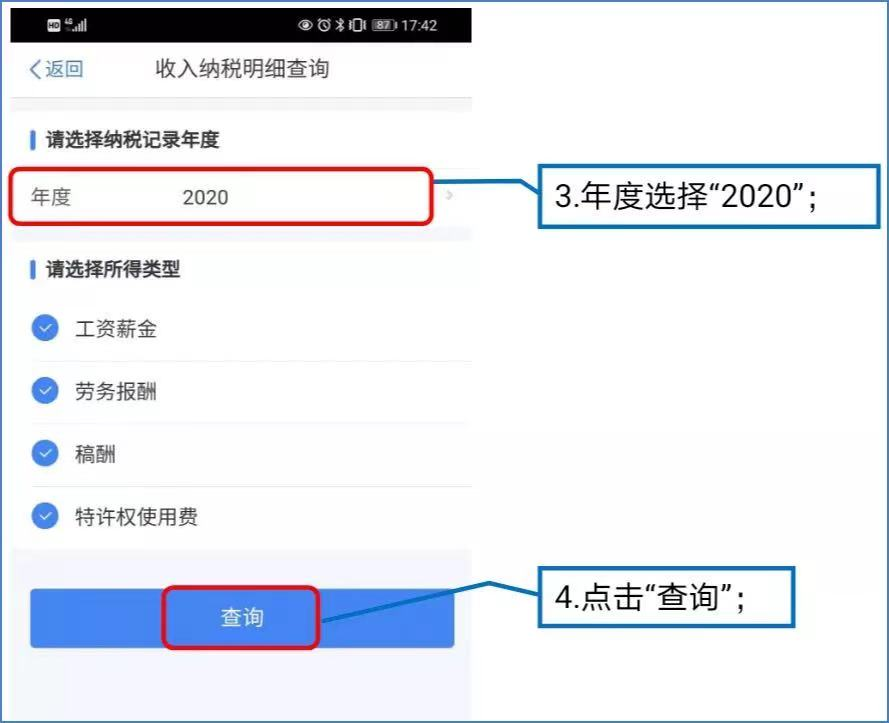 HD 4G 87 17:42
返回 收入纳税明细查询
请选择纳税记录年度
年度 2020
3.年度选择“2020”；
请选择所得类型
工资薪金
劳务报酬
稿酬
特许权使用费
查询
4.点击“查询”；